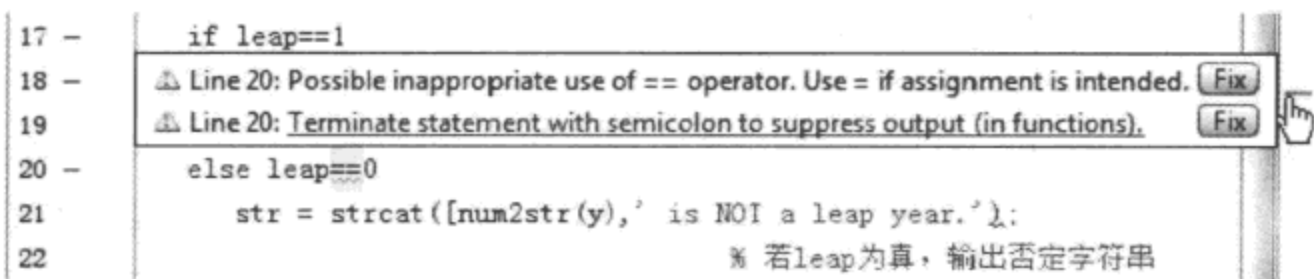 17 — if leap==1
18 — Line 20: Possible inappropriate use of == operator. Use = if assignment is intended. Fix
19 Line 20: Terminate statement with semicolon to suppress output (in functions). Fix
20 — else leap==0
21 str = strcat([num2str(y),' is NOT a leap year.');
22 % 若leap为真，输出否定字符串